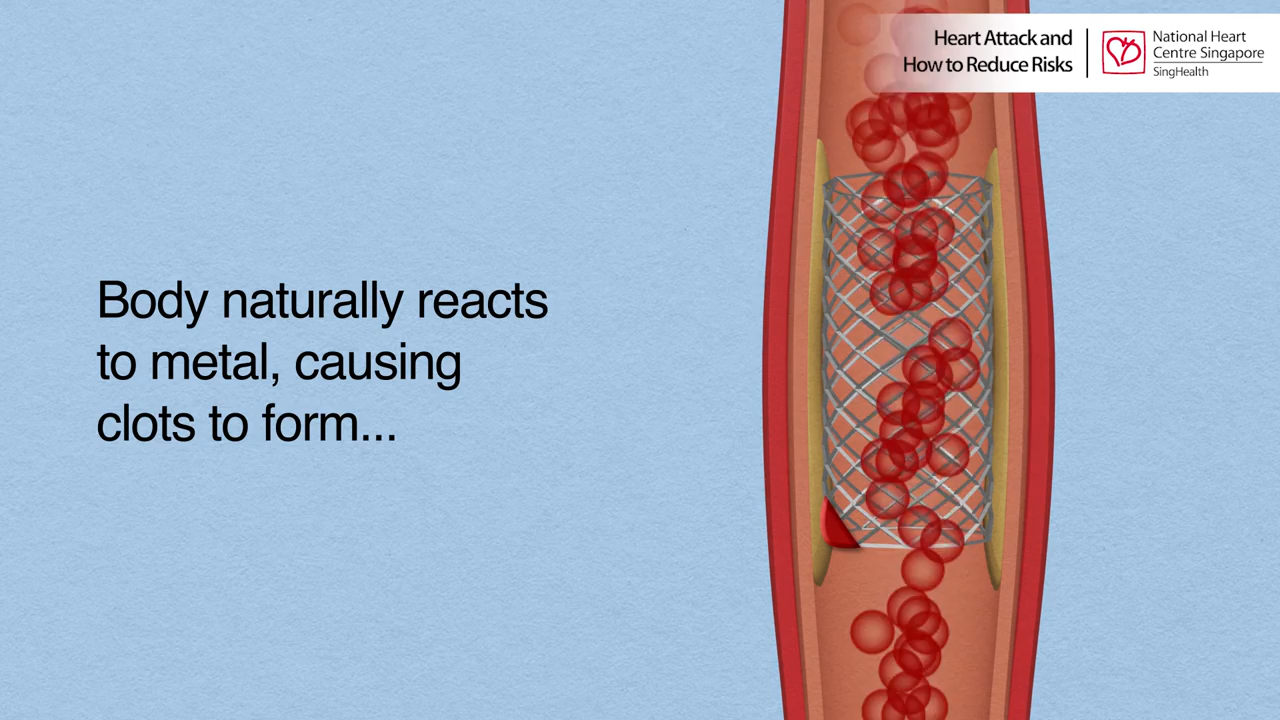 Heart Attack and
How to Reduce Risks
National Heart
Centre Singapore
SingHealth
Body naturally reacts
to metal, causing
clots to form...